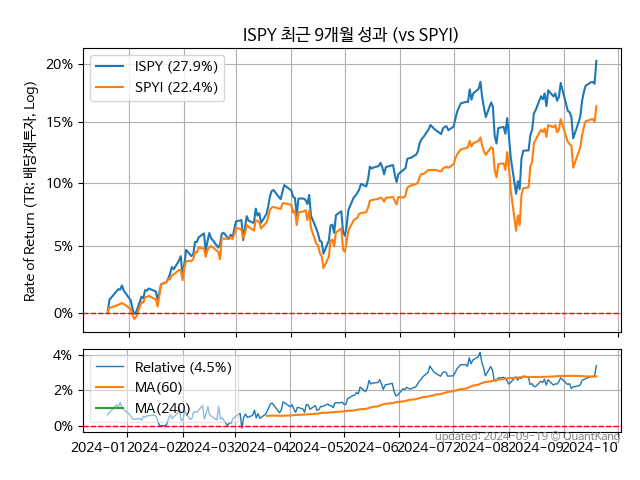 ISPY 최근 9개월 성과 (vs SPYI)
Rate of Return (TR: 배당재투자, Log)
20%
15%
10%
5%
0%
ISPY (27.9%)
SPYI (22.4%)
4%
2%
0%
Relative (4.5%)
MA(60)
MA(240)
updated: 2024-09-19 © QuantKang
2024-01 2024-02 2024-03 2024-04 2024-05 2024-06 2024-07 2024-08 2024-09 2024-10